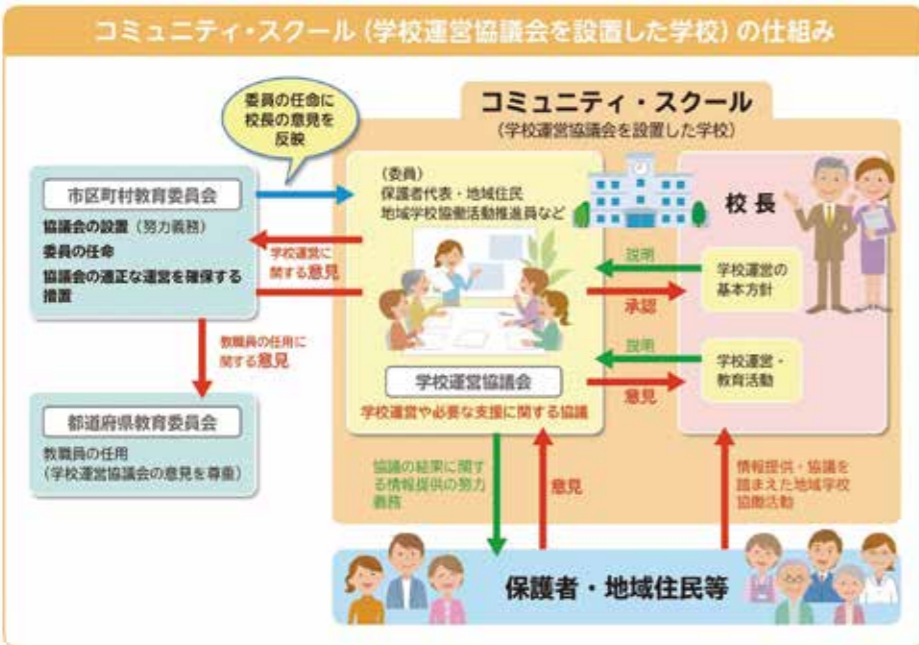 コミュニティ・スクール（学校運営協議会を設置した学校）の仕組み
委員の任命に
校長の意見を
反映
コミュニティ・スクール
（学校運営協議会を設置した学校）
市区町村教育委員会
協議会の設置（努力義務）
委員の任命
協議会の適正な運営を確保する
措置
（委員）
保護者代表・地域住民
地域学校協働活動推進員など
校長
学校運営に
関する意見
説明
学校運営の
基本方針
承認
説明
学校運営・
教育活動
意見
教職員の任用に
関する意見
学校運営協議会
学校運営や必要な支援に関する協議
都道府県教育委員会
教職員の任用
（学校運営協議会の意見を尊重）
協議の結果に関す
る情報提供の努力
義務
意見
情報提供・協議を
踏まえた地域学校
協働活動
保護者・地域住民等